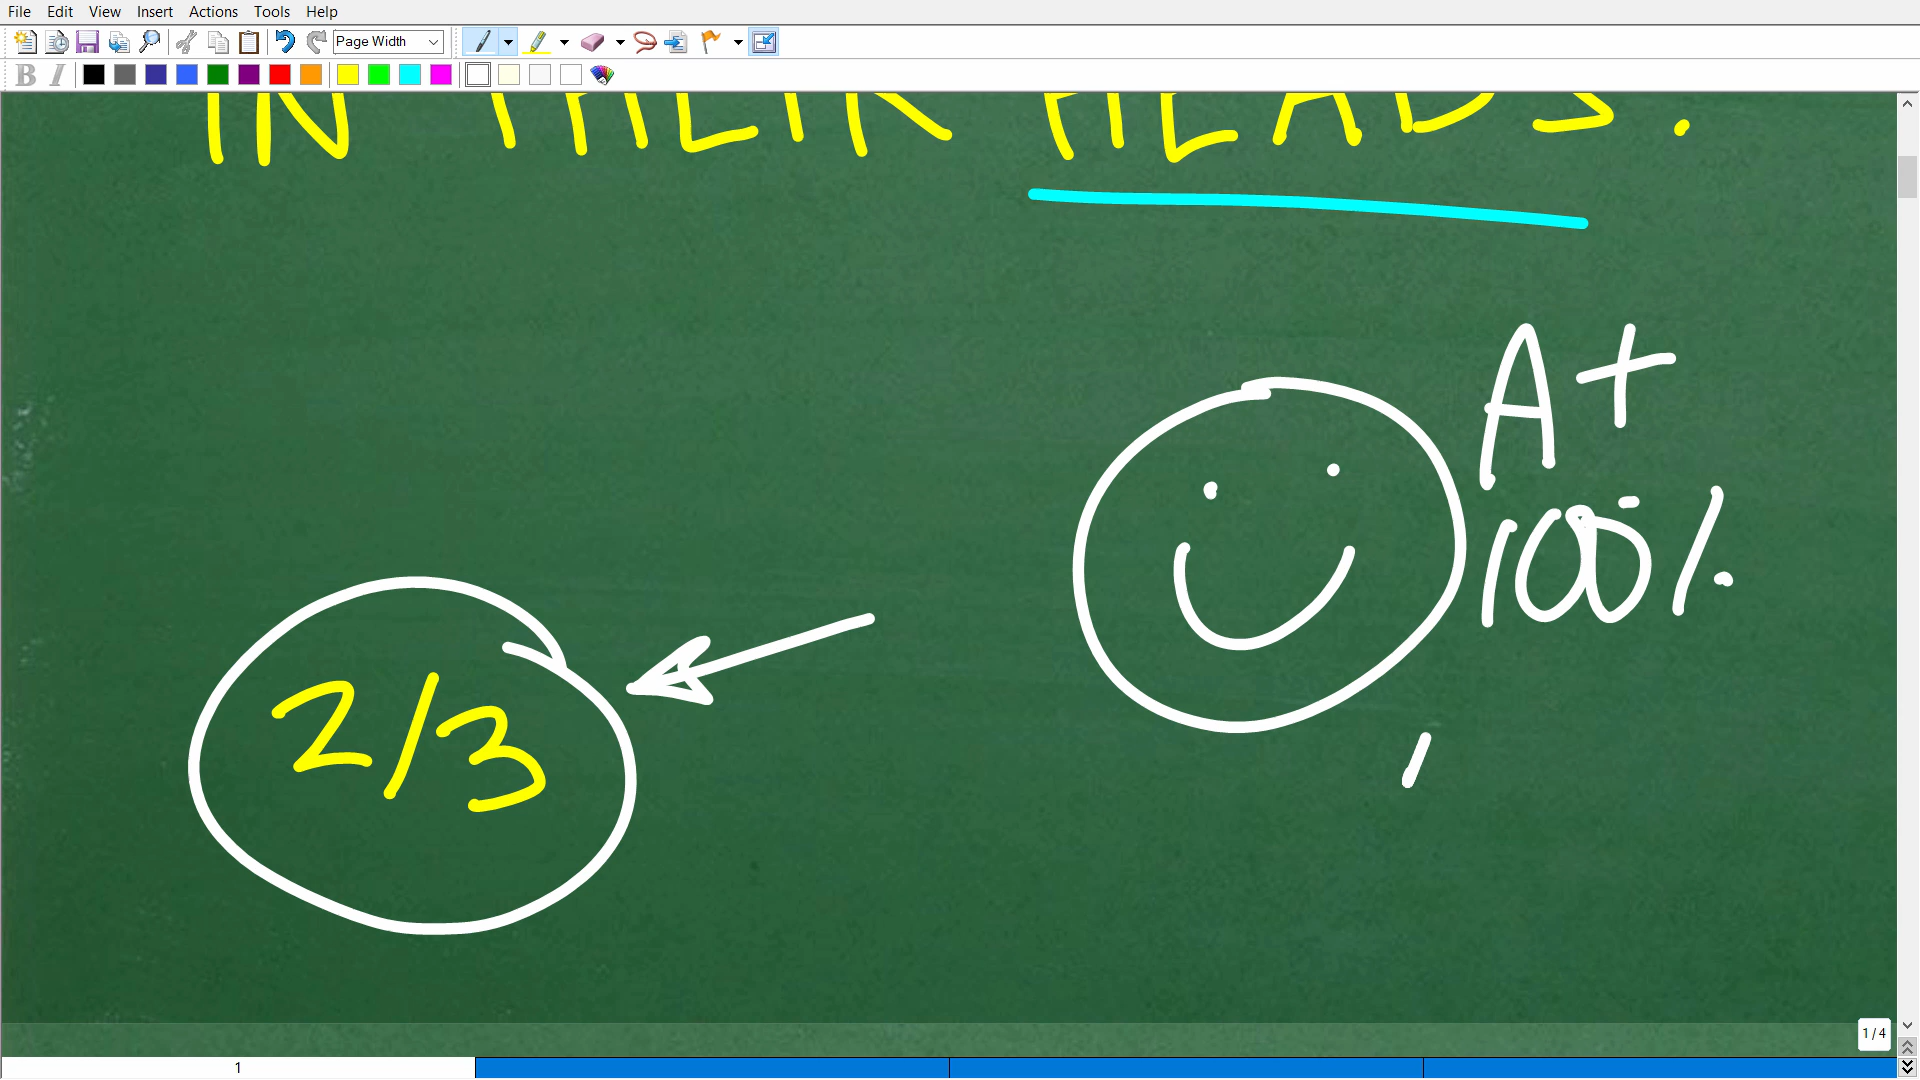 File Edit View Insert Actions Tools Help
Page Width
B I
IN THEIR HEADS.
A+
100%
2/3
1 / 4
1